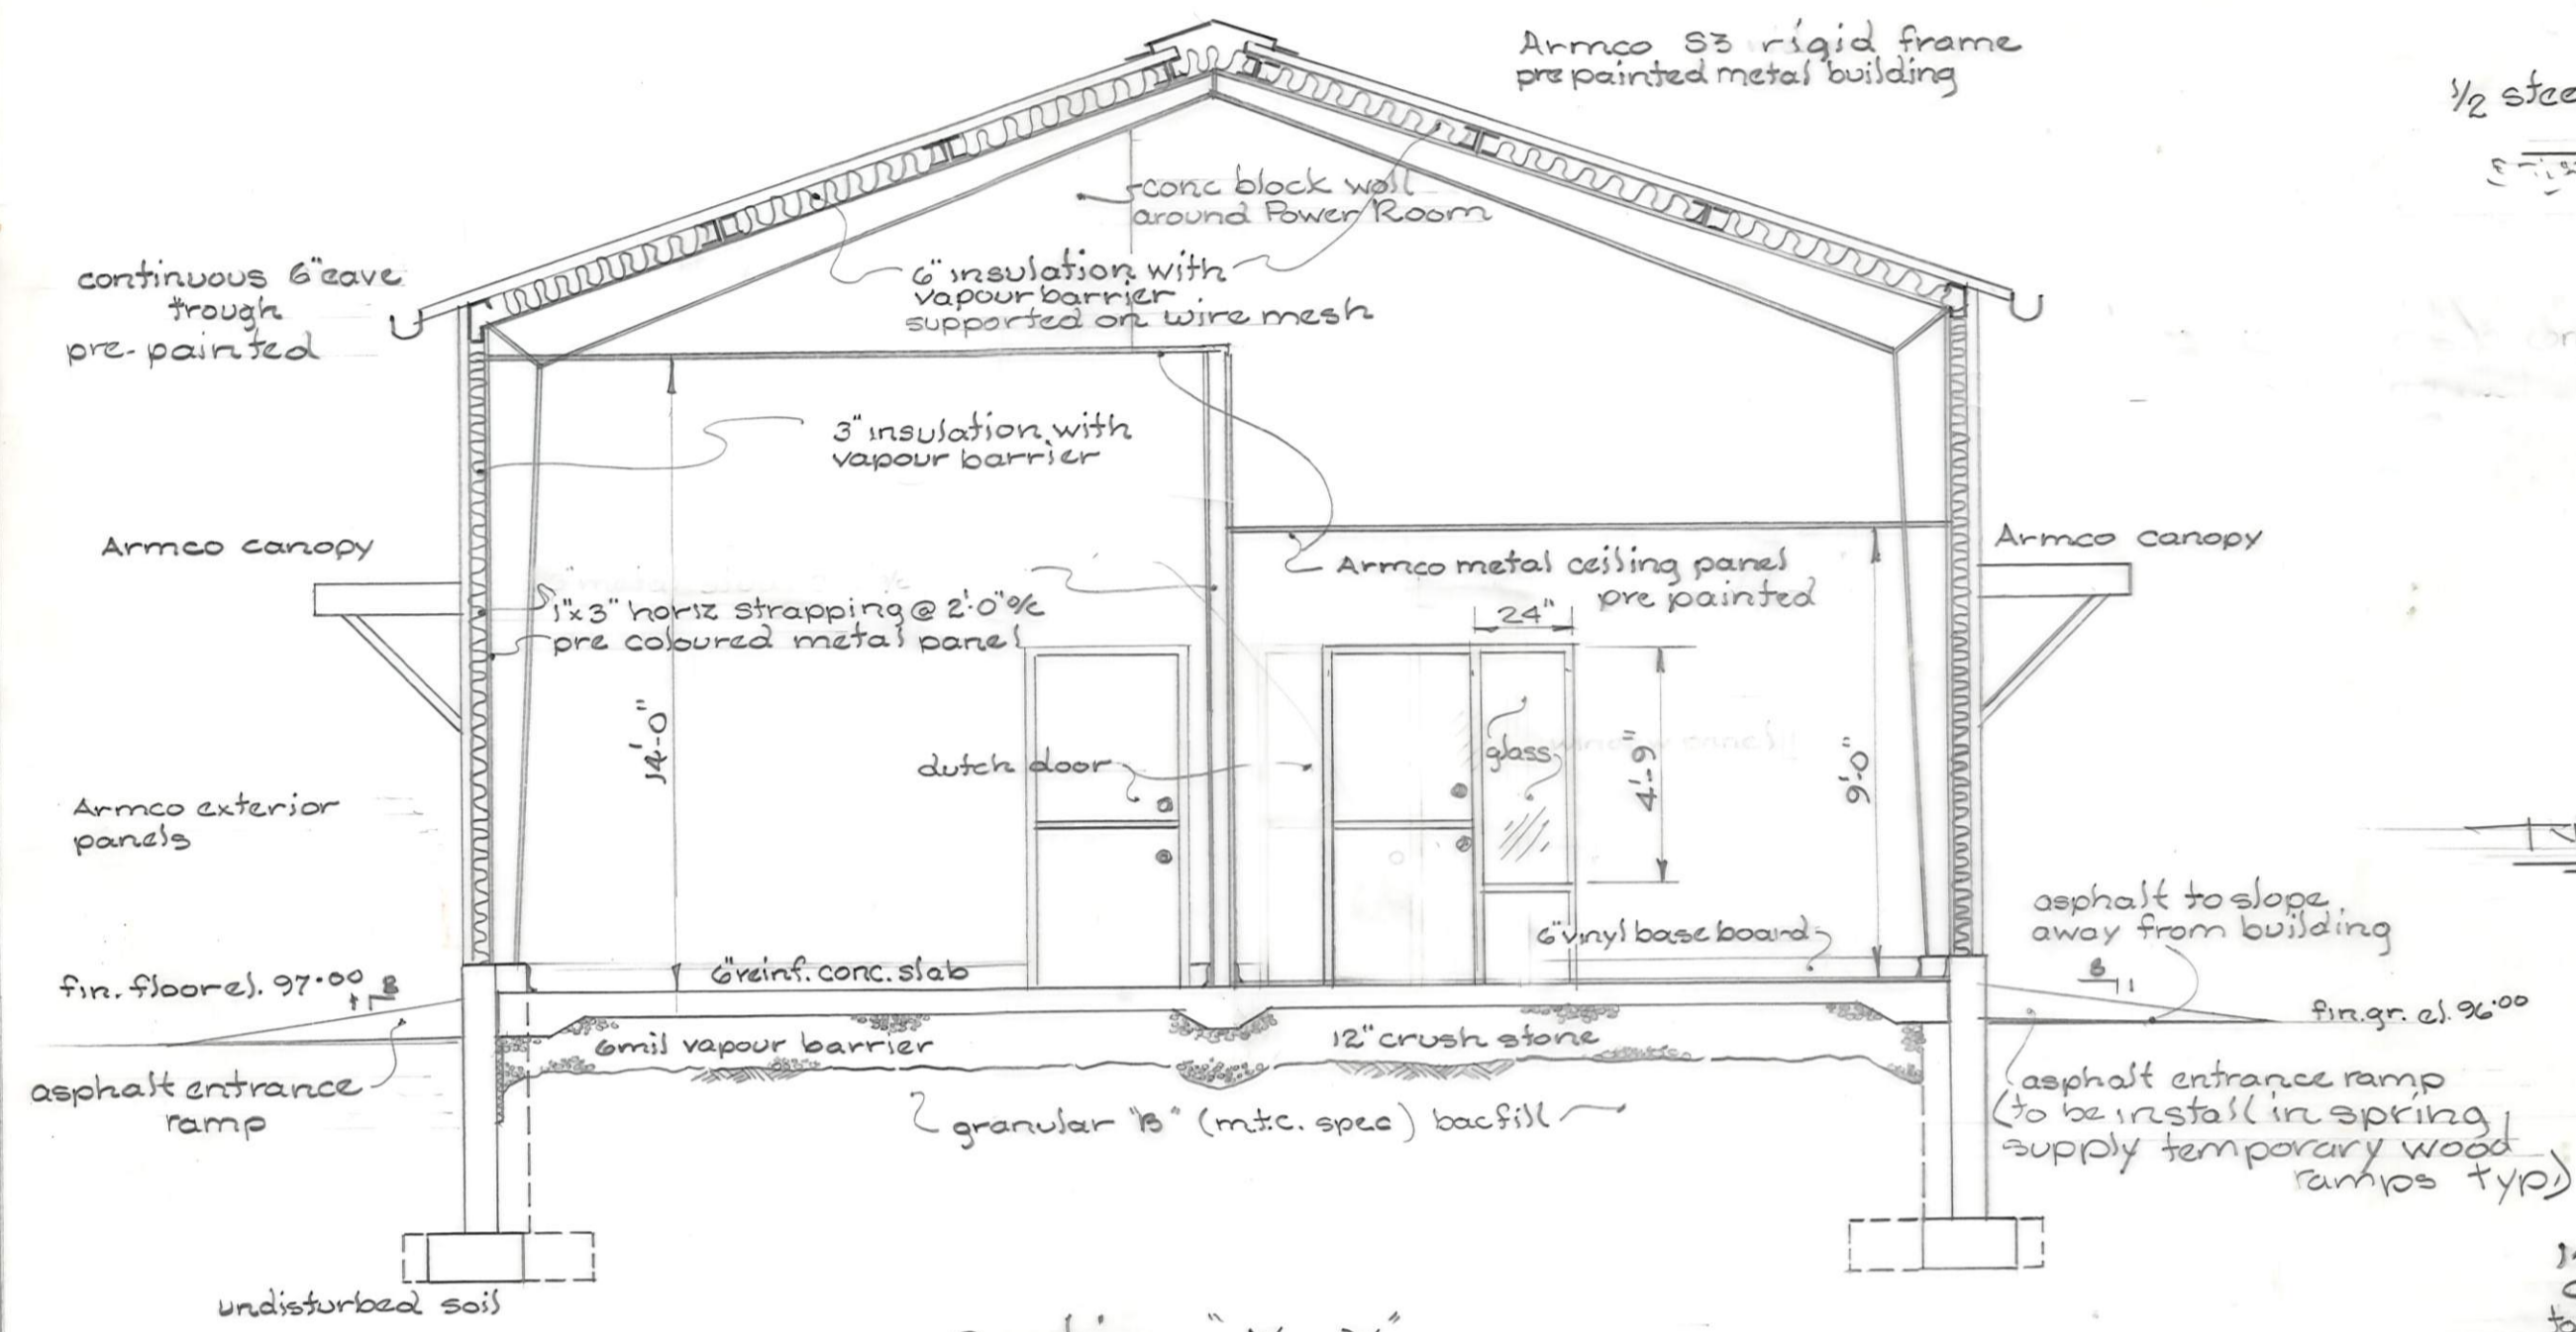 Armco S3 rigid frame
pre painted metal building
1/2 stee
conc block wall
around Power Room
continuous 6" eave
trough
pre-painted
6" insulation with
vapour barrier
supported on wire mesh
3" insulation with
vapour barrier
Armco canopy
Armco canopy
Armco metal ceiling panel
pre painted
1"x3" horiz strapping @ 2'-0" o/c
pre coloured metal panel
24"
14'-0"
dutch door
glass
4'-9"
9'-0"
Armco exterior
panels
asphalt to slope
away from building
6" vinyl base board
6" reinf. conc. slab
fin. floor el. 97.00
8
1
8
1
fin. gr. el. 96.00
6 mil vapour barrier
12" crush stone
asphalt entrance
ramp
granular "B" (m.t.c. spec) bacfill
asphalt entrance ramp
(to be install in spring
supply temporary wood
ramps typ)
undisturbed soil